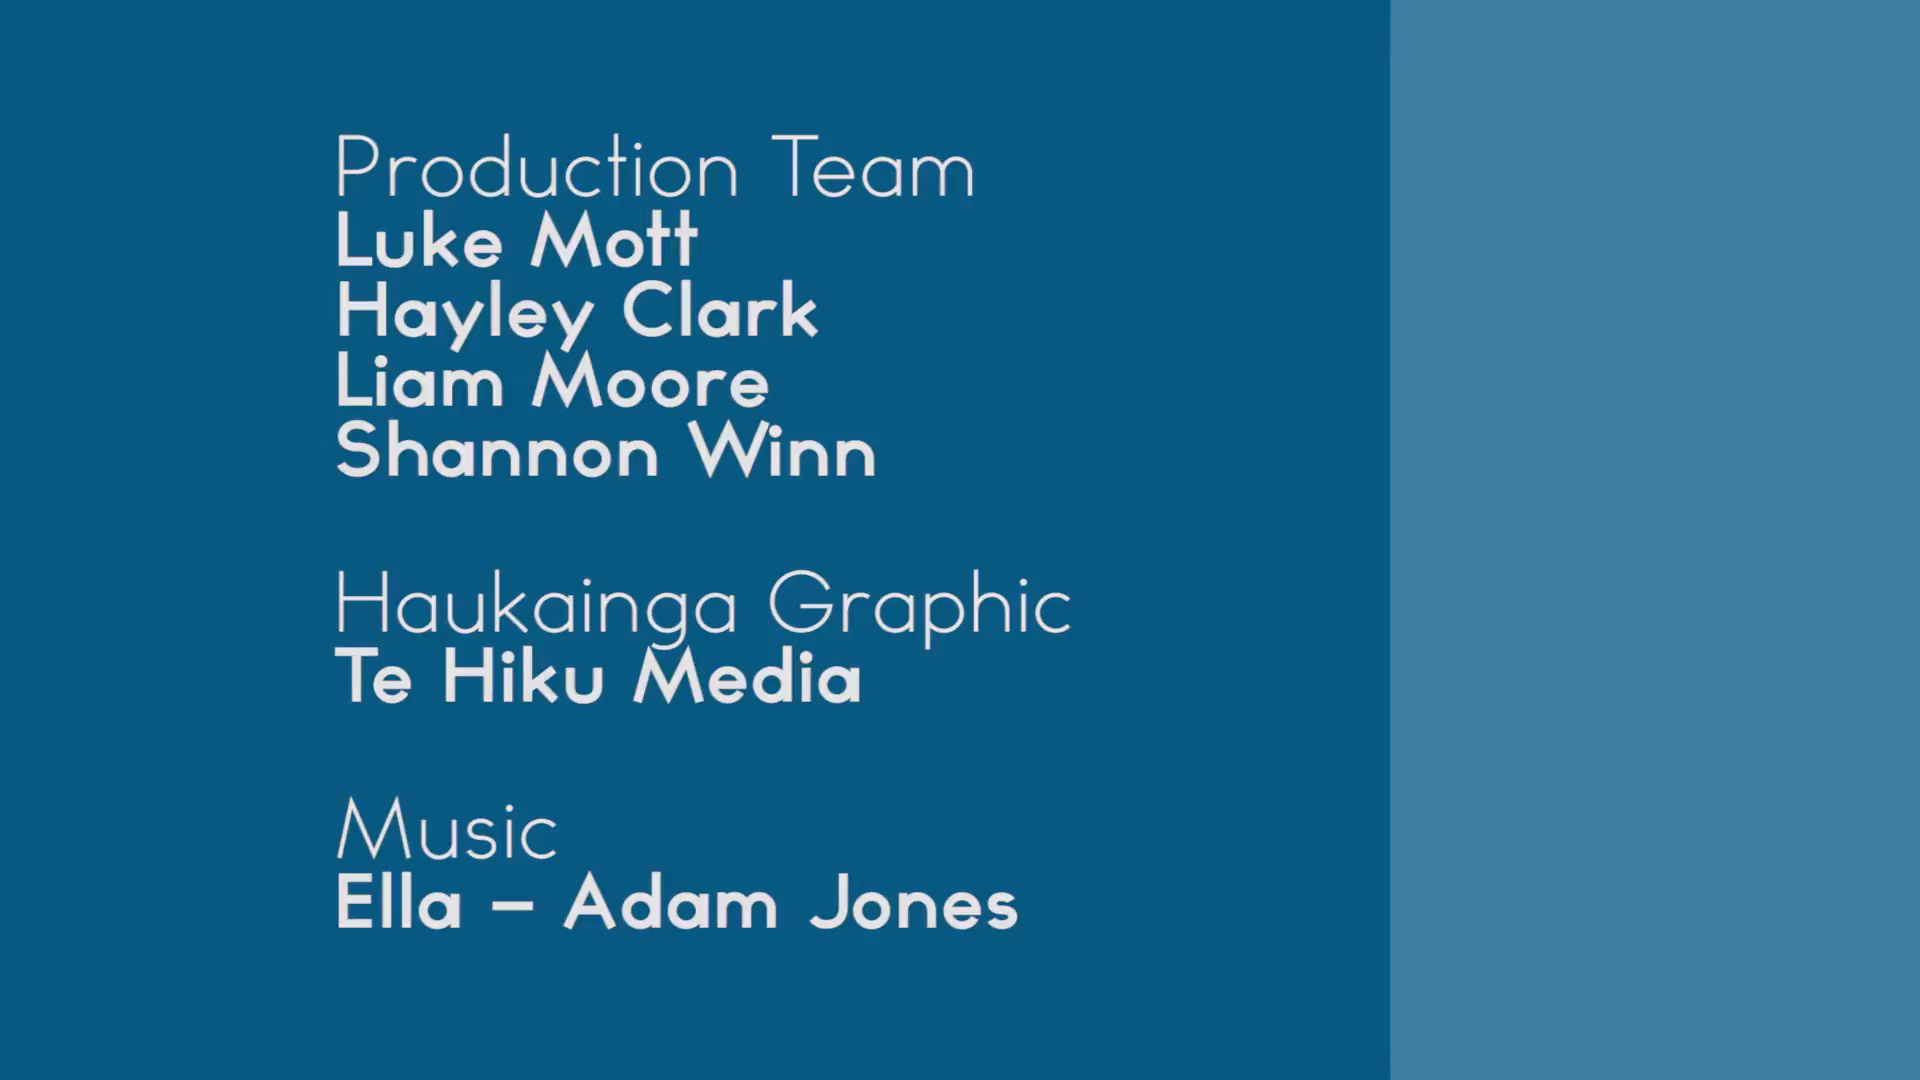 Production Team
Luke Mott
Hayley Clark
Liam Moore
Shannon Winn
Haukainga Graphic
Te Hiku Media
Music
Ella – Adam Jones